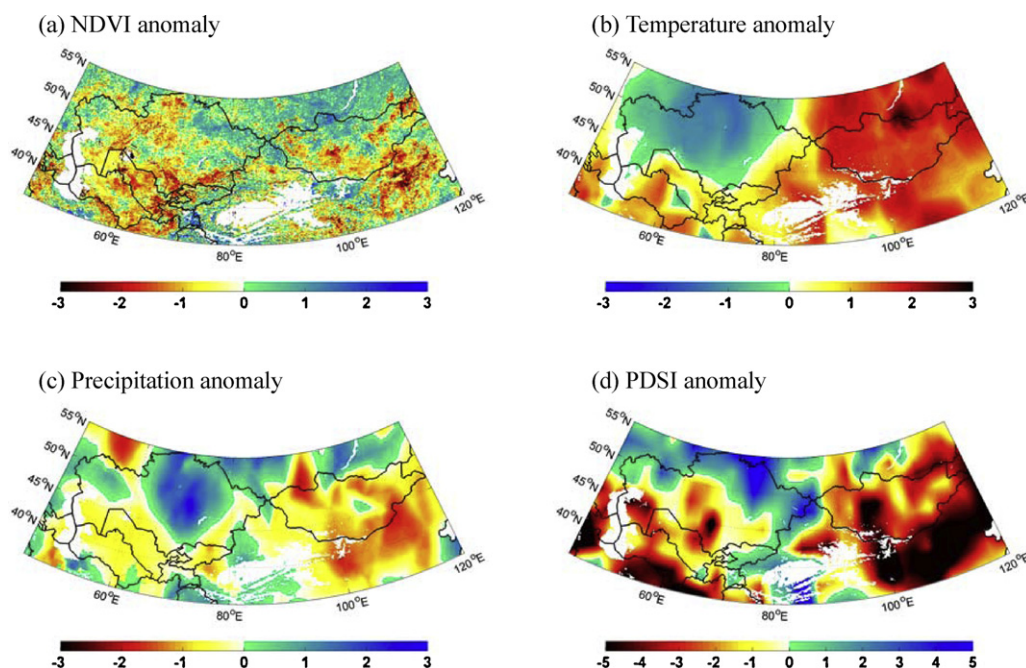 (a) NDVI anomaly
(b) Temperature anomaly
55°N
50°N
45°N
40°N
60°E
80°E
100°E
120°E
55°N
50°N
45°N
40°N
60°E
80°E
100°E
120°E
-3 -2 -1 0 1 2 3
-3 -2 -1 0 1 2 3
(c) Precipitation anomaly
(d) PDSI anomaly
55°N
50°N
45°N
40°N
60°E
80°E
100°E
120°E
55°N
50°N
45°N
40°N
60°E
80°E
100°E
120°E
-3 -2 -1 0 1 2 3
-5 -4 -3 -2 -1 0 1 2 3 4 5